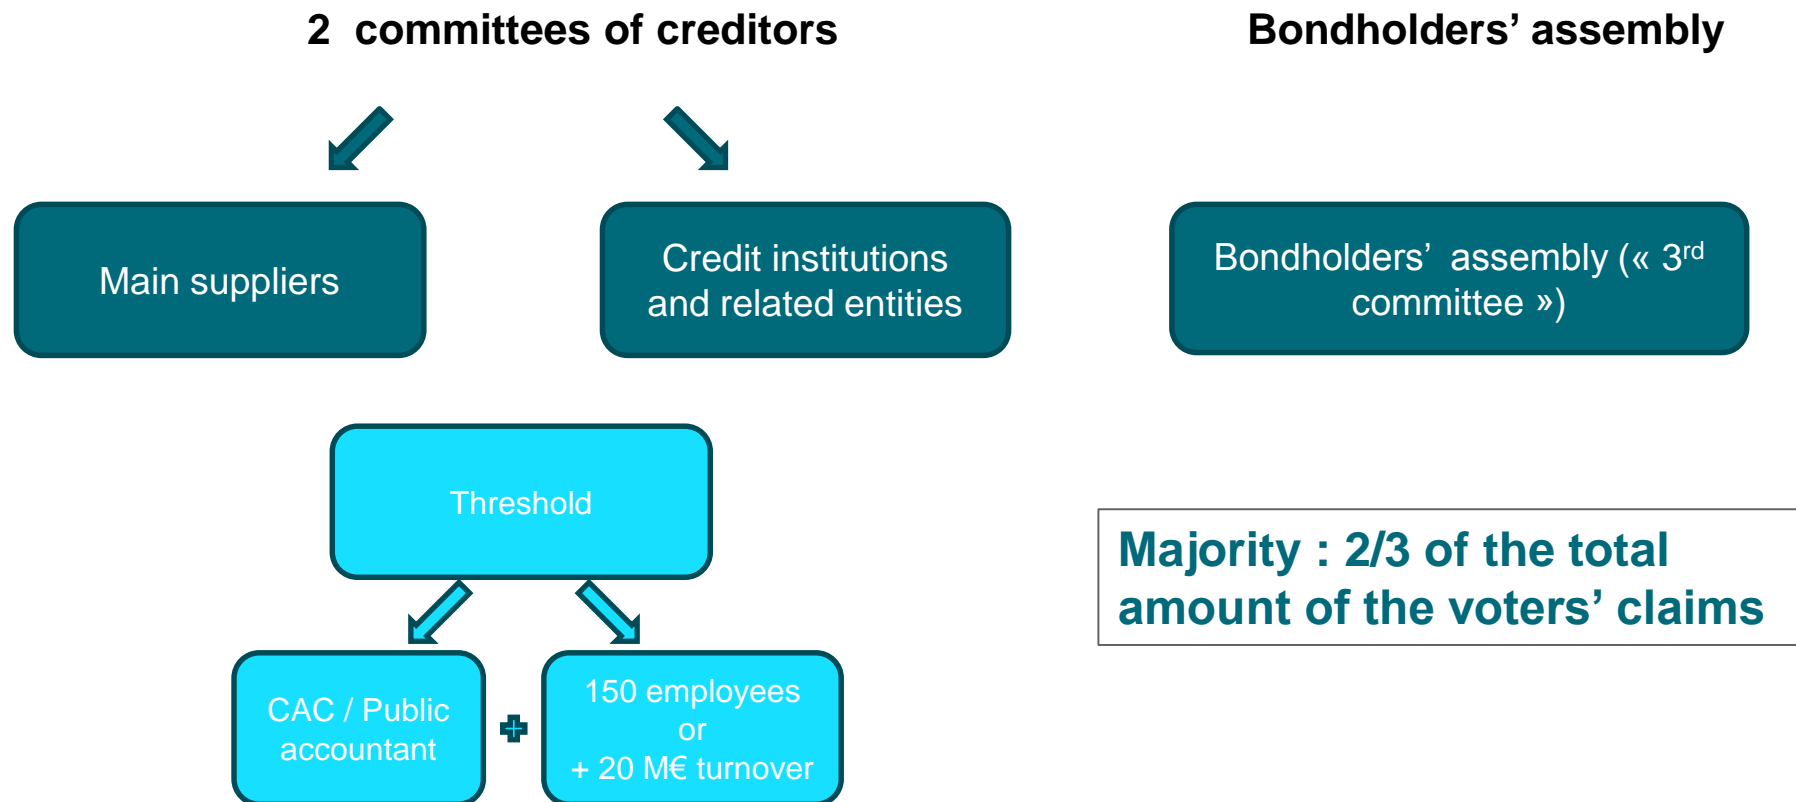 2 committees of creditors
Bondholders’ assembly
Main suppliers
Credit institutions
and related entities
Bondholders’ assembly (« 3rd
committee »)
Threshold
Majority : 2/3 of the total
amount of the voters’ claims
CAC / Public
accountant
150 employees
or
+ 20 M€ turnover